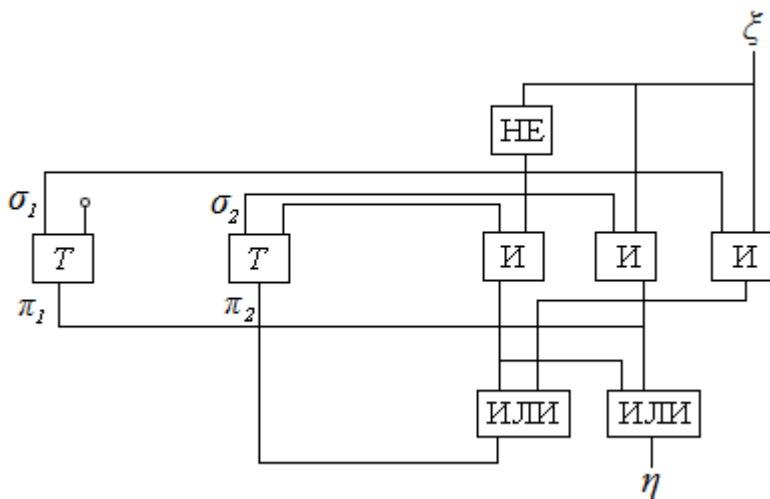 ξ
НЕ
σ₁ σ₂
T T И И И
π₁ π₂
ИЛИ ИЛИ
η